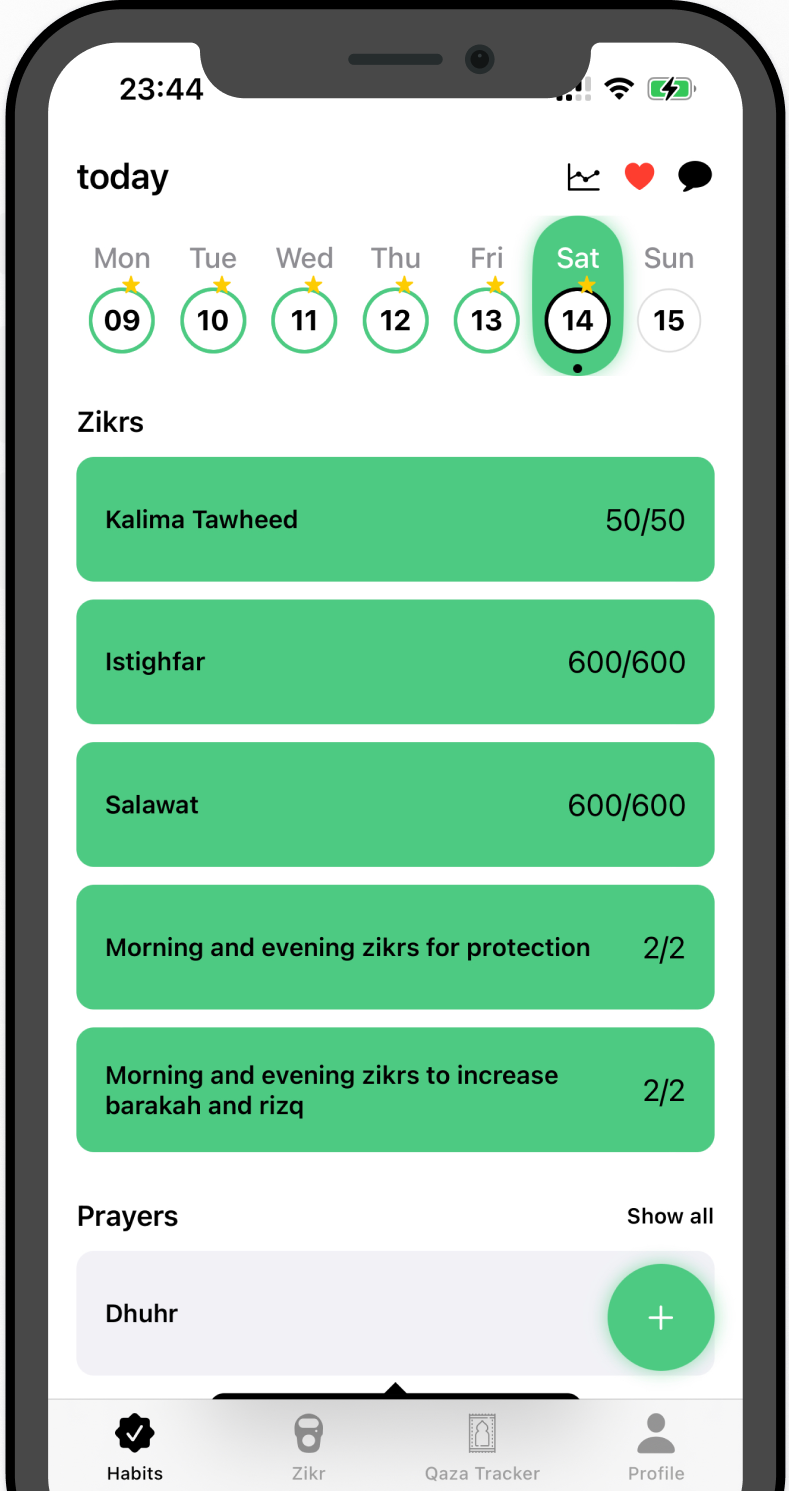 23:44
today
Mon Tue Wed Thu Fri Sat Sun
09 10 11 12 13 14 15
Zikrs
Kalima Tawheed 50/50
Istighfar 600/600
Salawat 600/600
Morning and evening zikrs for protection 2/2
Morning and evening zikrs to increase
barakah and rizq 2/2
Prayers Show all
Dhuhr
Habits Zikr Qaza Tracker Profile